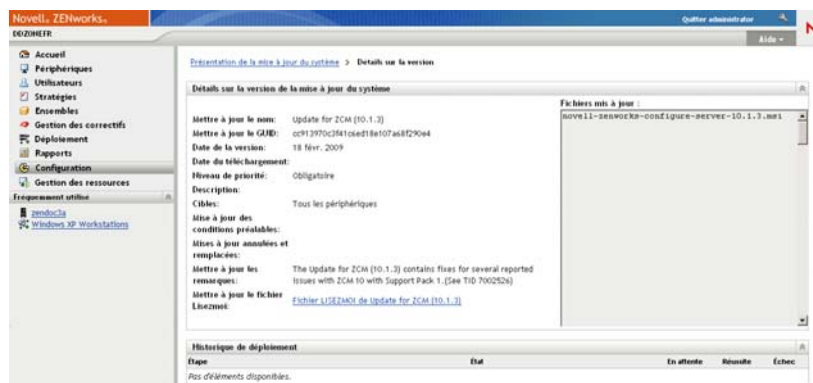 Novell® ZENworks®
Quitter administrator
DDZONEFR
Aide
Accueil
Périphériques
Utilisateurs
Stratégies
Ensembles
Gestion des correctifs
Déploiement
Rapports
Configuration
Gestion des ressources
Fréquemment utilisé
zendoc3a
Windows XP Workstations
Présentation de la mise à jour du système > Détails sur la version
Détails sur la version de la mise à jour du système
Mettre à jour le nom: Update for ZCM (10.1.3)
Mettre à jour le GUID:
Date de la version: 18 févr. 2009
Date du téléchargement:
Niveau de priorité: Obligatoire
Description:
Cibles: Tous les périphériques
Mise à jour des conditions préalables:
Mises à jour annulées et remplacées:
Mettre à jour les remarques: The Update for ZCM (10.1.3) contains fixes for several reported
issues with ZCM 10 with Support Pack 1.(See TID 7002526)
Mettre à jour le fichier Lisezmoi: Fichier LISEZMOI de Update for ZCM (10.1.3)
Fichiers mis à jour :
novell-zenworks-configure-server-10.1.3.msi
Historique de déploiement
Étape État En attente Réussite Échec
Pas d'éléments disponibles.